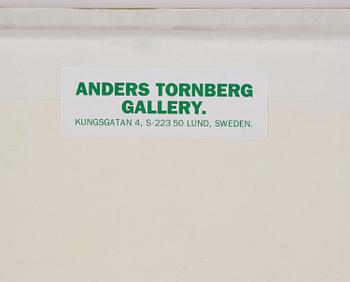 ANDERS TORNBERG
GALLERY.
KUNGSGATAN 4, S-223 50 LUND, SWEDEN.